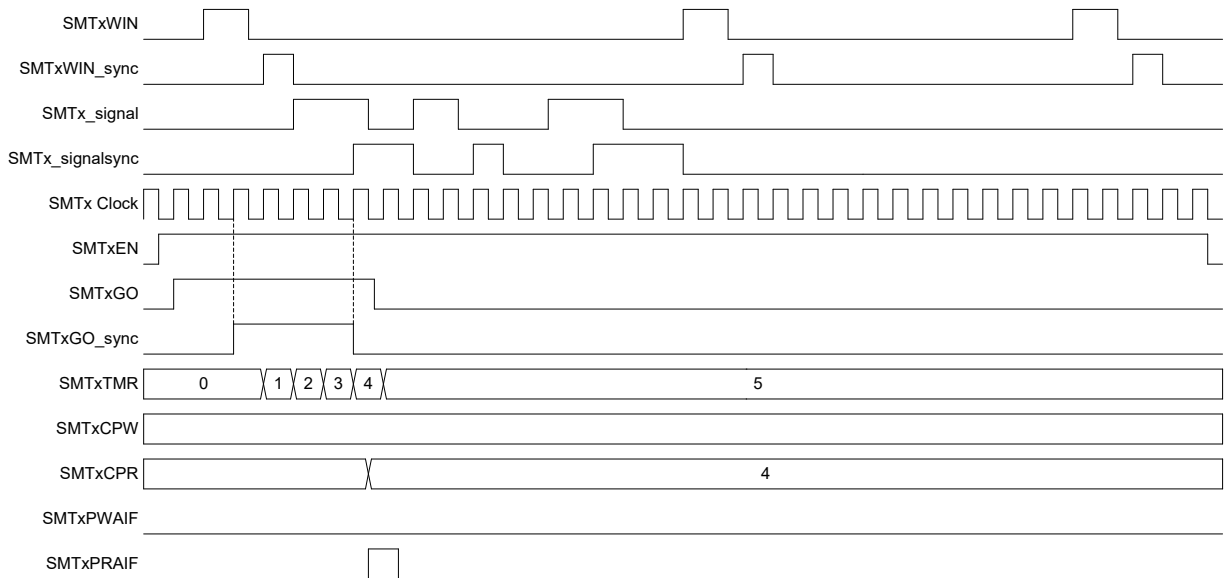 SMTxWIN
SMTxWIN_sync
SMTx_signal
SMTx_signalsync
SMTx Clock
SMTxEN
SMTxGO
SMTxGO_sync
SMTxTMR 0 1 2 3 4 5
SMTxCPW
SMTxCPR 4
SMTxPWAIF
SMTxPRAIF